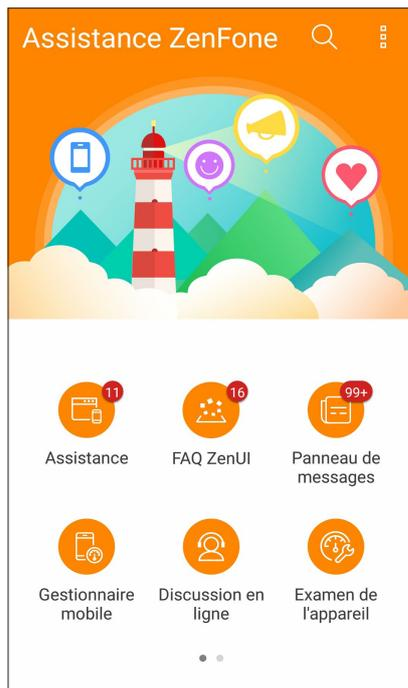 Assistance ZenFone
11
16
99+
Assistance
FAQ ZenUI
Panneau de
messages
Gestionnaire
mobile
Discussion en
ligne
Examen de
l'appareil